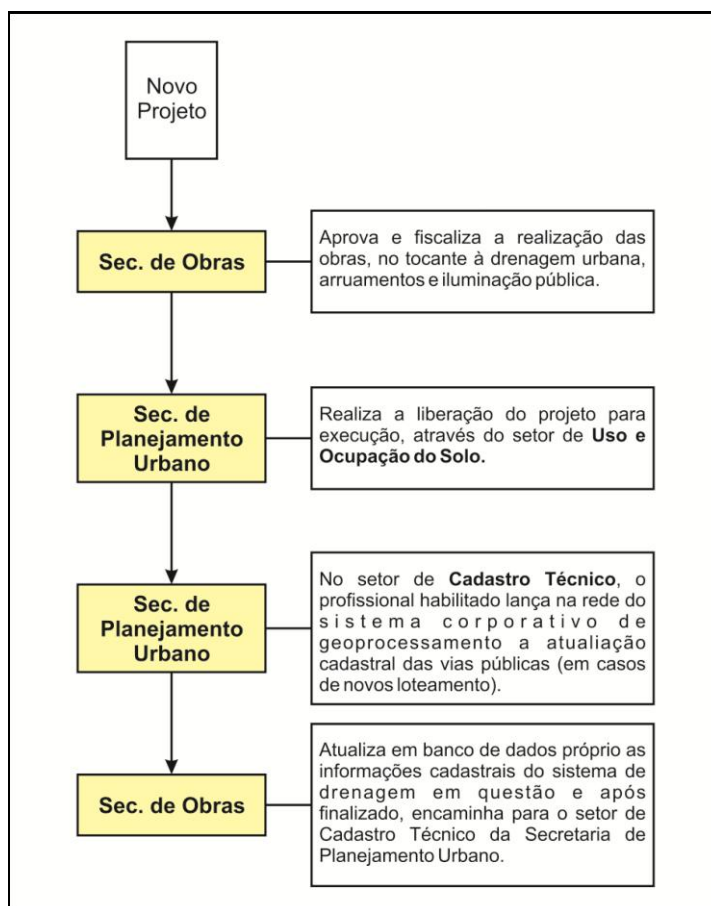 Novo
Projeto
Sec. de Obras
Aprova e fiscaliza a realização das
obras, no tocante à drenagem urbana,
arruamentos e iluminação pública.
Sec. de
Planejamento
Urbano
Realiza a liberação do projeto para
execução, através do setor de Uso e
Ocupação do Solo.
Sec. de
Planejamento
Urbano
No setor de Cadastro Técnico, o
profissional habilitado lança na rede do
sistema corporativo de
geoprocessamento a atualiação
cadastral das vias públicas (em casos
de novos loteamento).
Sec. de Obras
Atualiza em banco de dados próprio as
informações cadastrais do sistema de
drenagem em questão e após
finalizado, encaminha para o setor de
Cadastro Técnico da Secretaria de
Planejamento Urbano.